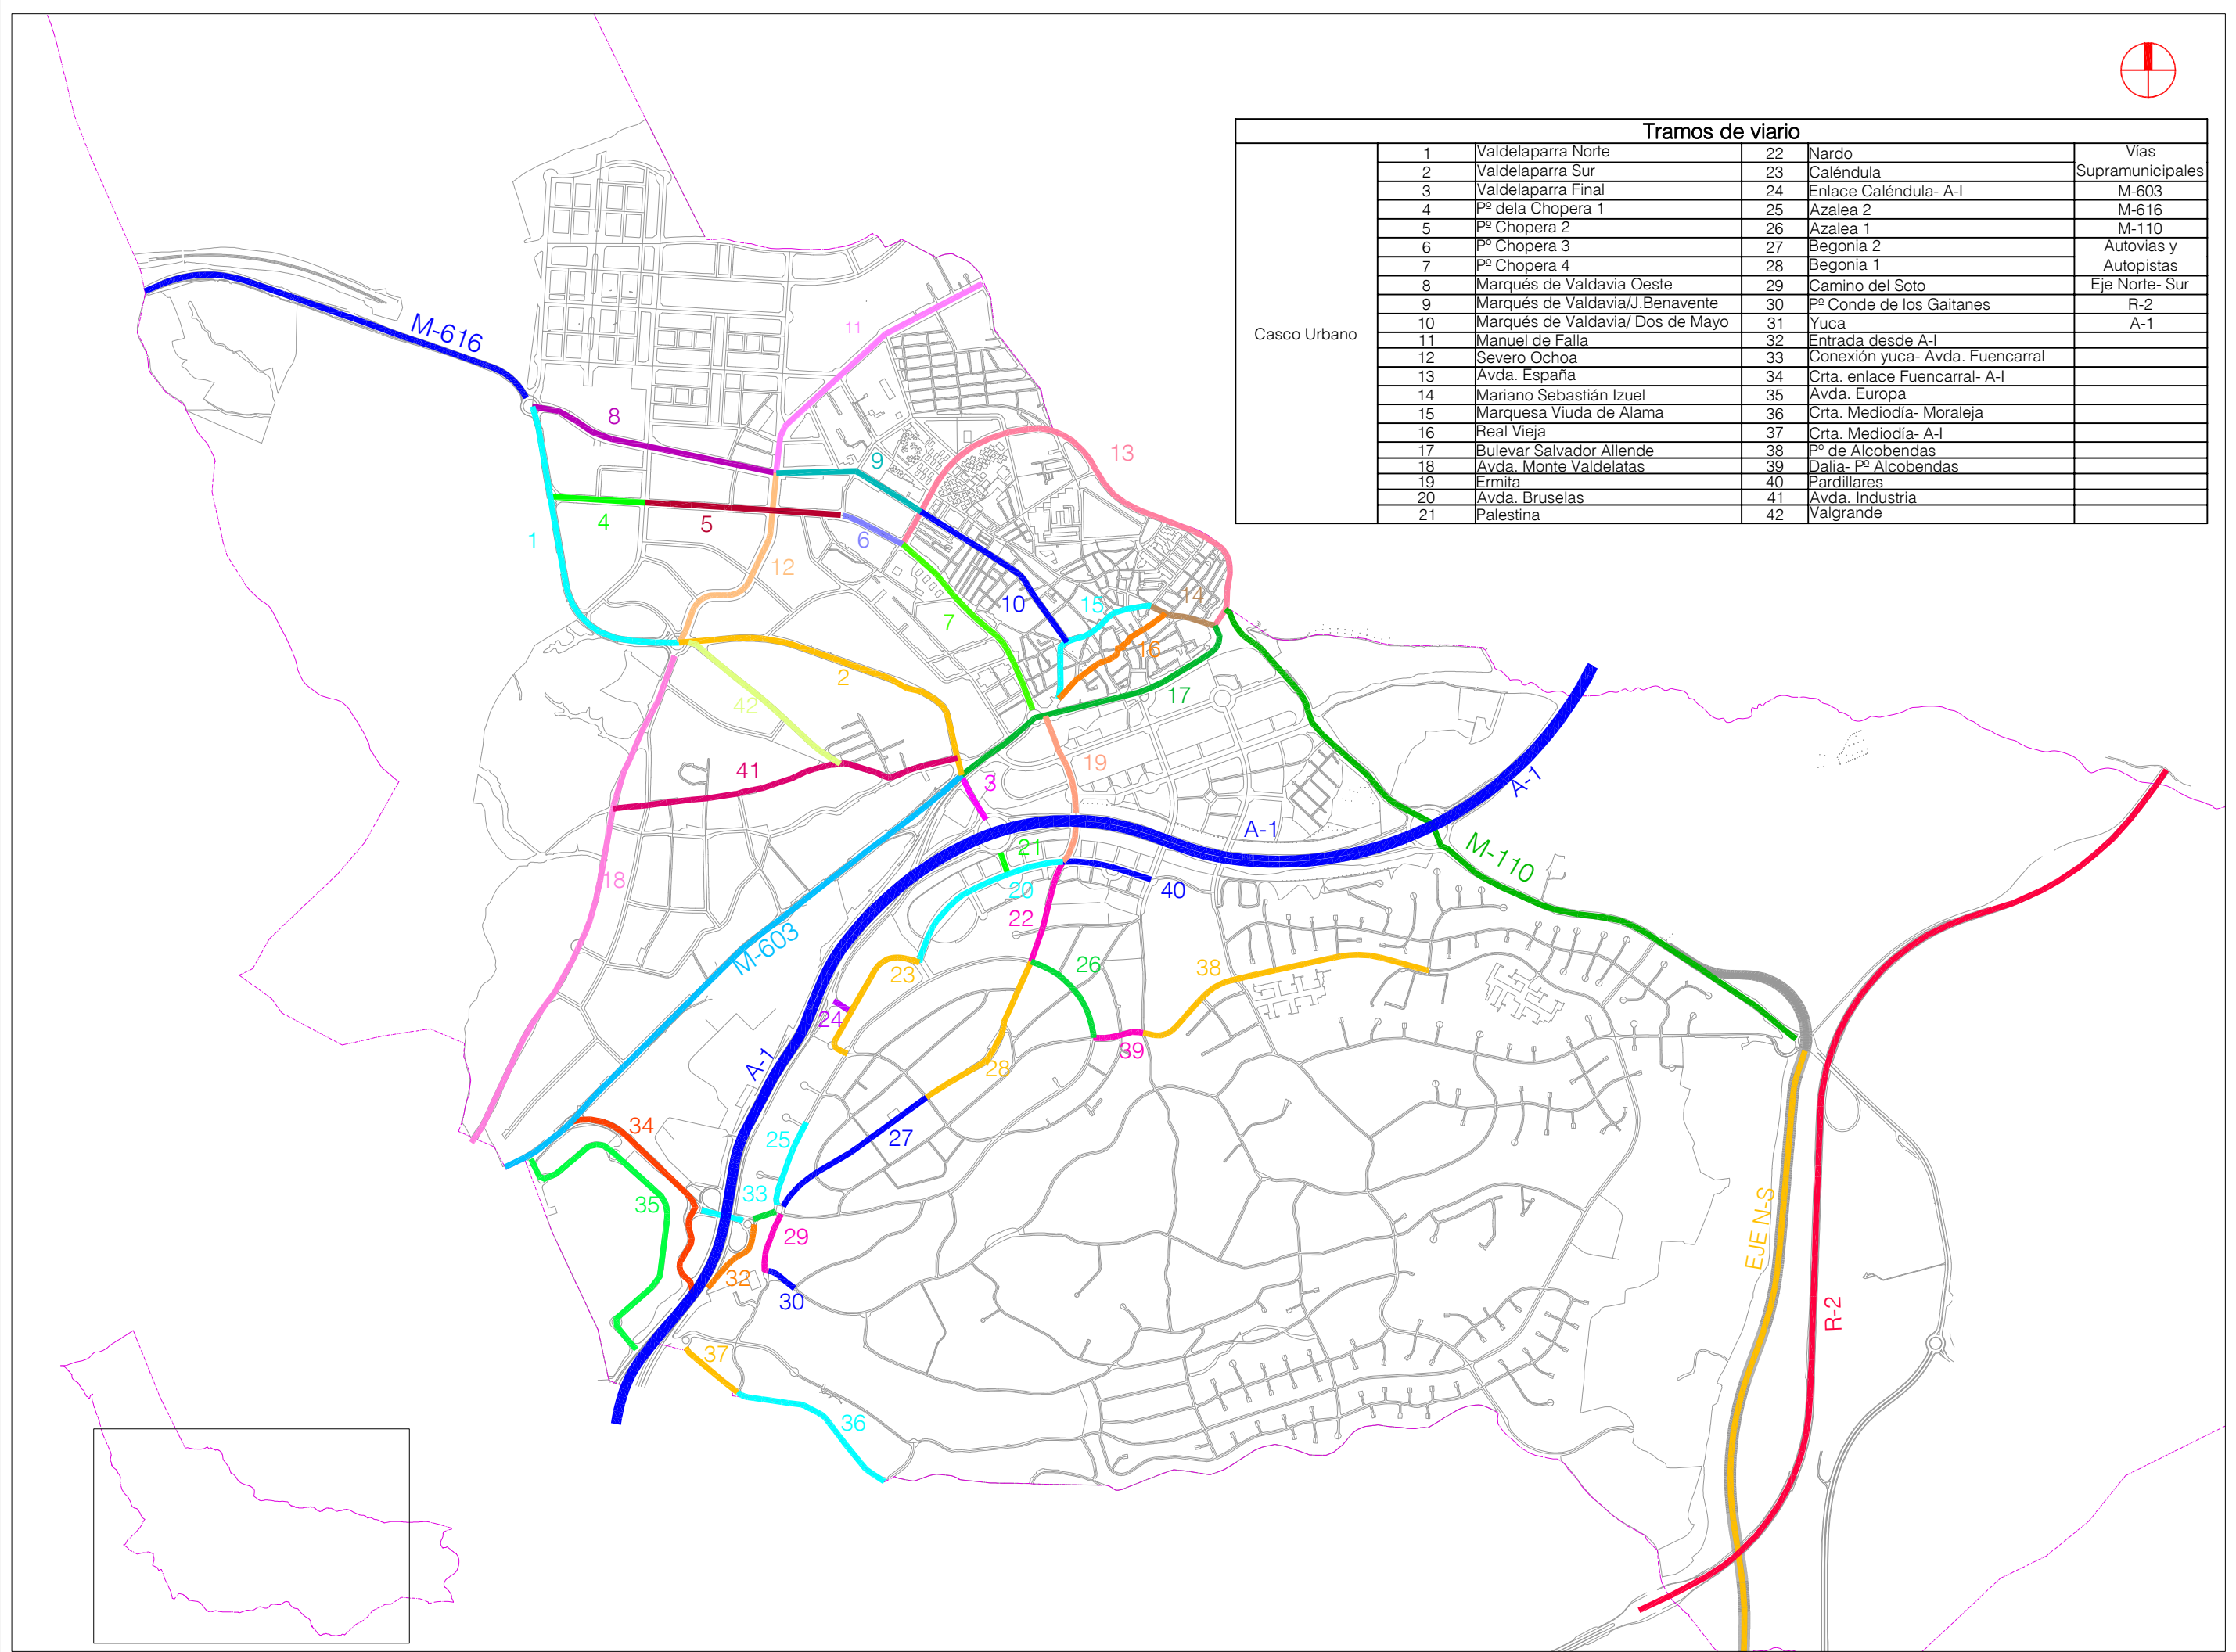 Tramos de viario
Casco Urbano
1 Valdelaparra Norte 22 Nardo Vías
2 Valdelaparra Sur 23 Caléndula Supramunicipales
3 Valdelaparra Final 24 Enlace Caléndula- A-I M-603
4 Pº dela Chopera 1 25 Azalea 2 M-616
5 Pº Chopera 2 26 Azalea 1 M-110
6 Pº Chopera 3 27 Begonia 2 Autovias y
7 Pº Chopera 4 28 Begonia 1 Autopistas
8 Marqués de Valdavia Oeste 29 Camino del Soto Eje Norte- Sur
9 Marqués de Valdavia/J.Benavente 30 Pº Conde de los Gaitanes R-2
10 Marqués de Valdavia/ Dos de Mayo 31 Yuca A-1
11 Manuel de Falla 32 Entrada desde A-I
12 Severo Ochoa 33 Conexión yuca- Avda. Fuencarral
13 Avda. España 34 Crta. enlace Fuencarral- A-I
14 Mariano Sebastián Izuel 35 Avda. Europa
15 Marquesa Viuda de Alama 36 Crta. Mediodía- Moraleja
16 Real Vieja 37 Crta. Mediodía- A-I
17 Bulevar Salvador Allende 38 Pº de Alcobendas
18 Avda. Monte Valdelatas 39 Dalia- Pº Alcobendas
19 Ermita 40 Pardillares
20 Avda. Bruselas 41 Avda. Industria
21 Palestina 42 Valgrande
M-616
11
8
9
13
4
5
6
1
12
10
15
14
7
16
2
42
17
41
3
19
A-1
A-1
21
M-110
18
20
40
22
M-603
23
26
38
24
39
A-1
28
34
25
27
33
35
29
EJE N-S
32
30
R-2
37
36